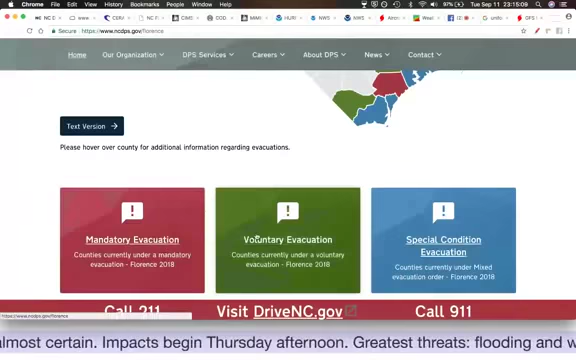 Chrome File Edit View History Bookmarks People Window Help 97% Tue Sep 11 23:15:09
Secure https://www.ncdps.gov/florence
Home Our Organization DPS Services Careers About DPS News Contact
Text Version →
Please hover over county for additional information regarding evacuations.
Mandatory Evacuation
Counties currently under a mandatory
evacuation - Florence 2018
Voluntary Evacuation
Counties currently under a voluntary
evacuation - Florence 2018
Special Condition
Evacuation
Counties currently under Mixed
evacuation order - Florence 2018
Call 211 Visit DriveNC.gov Call 911
https://www.ncdps.gov/florence
almost certain. Impacts begin Thursday afternoon. Greatest threats: flooding and w